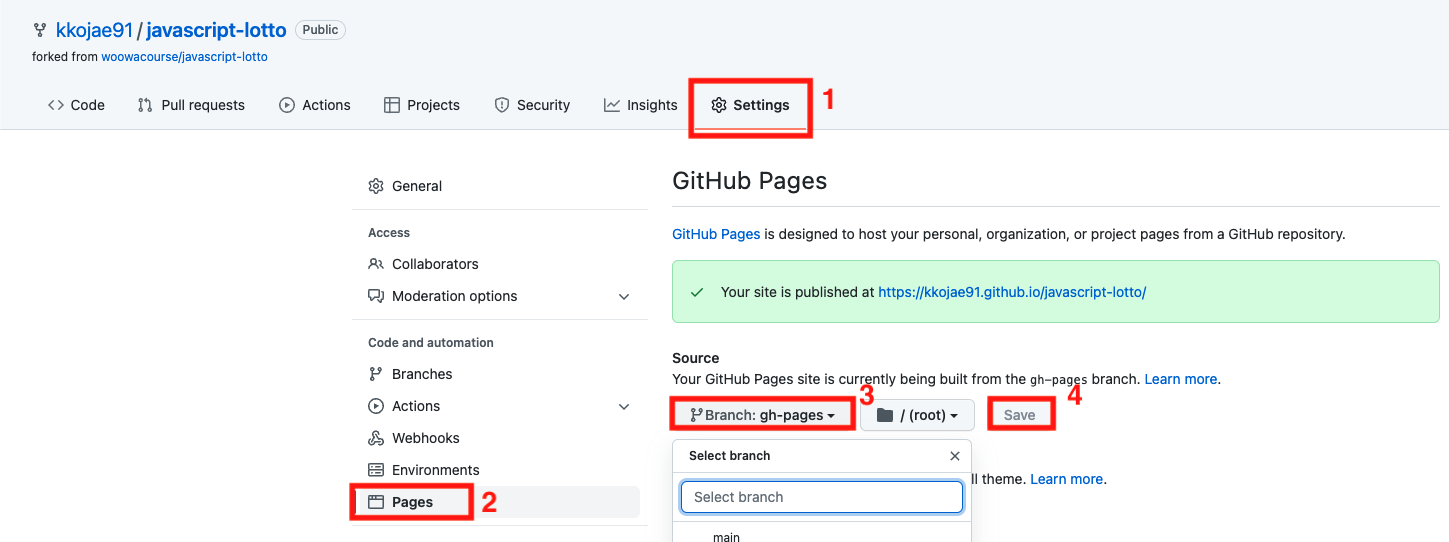 kkojae91 / javascript-lotto Public
forked from woowacourse/javascript-lotto
Code Pull requests Actions Projects Security Insights Settings 1
General
Access
Collaborators
Moderation options
Code and automation
Branches
Actions
Webhooks
Environments
Pages 2
GitHub Pages
GitHub Pages is designed to host your personal, organization, or project pages from a GitHub repository.
Your site is published at https://kkojae91.github.io/javascript-lotto/
Source
Your GitHub Pages site is currently being built from the gh-pages branch. Learn more.
Branch: gh-pages 3 / (root) Save 4
Select branch
ll theme. Learn more.
Select branch
main